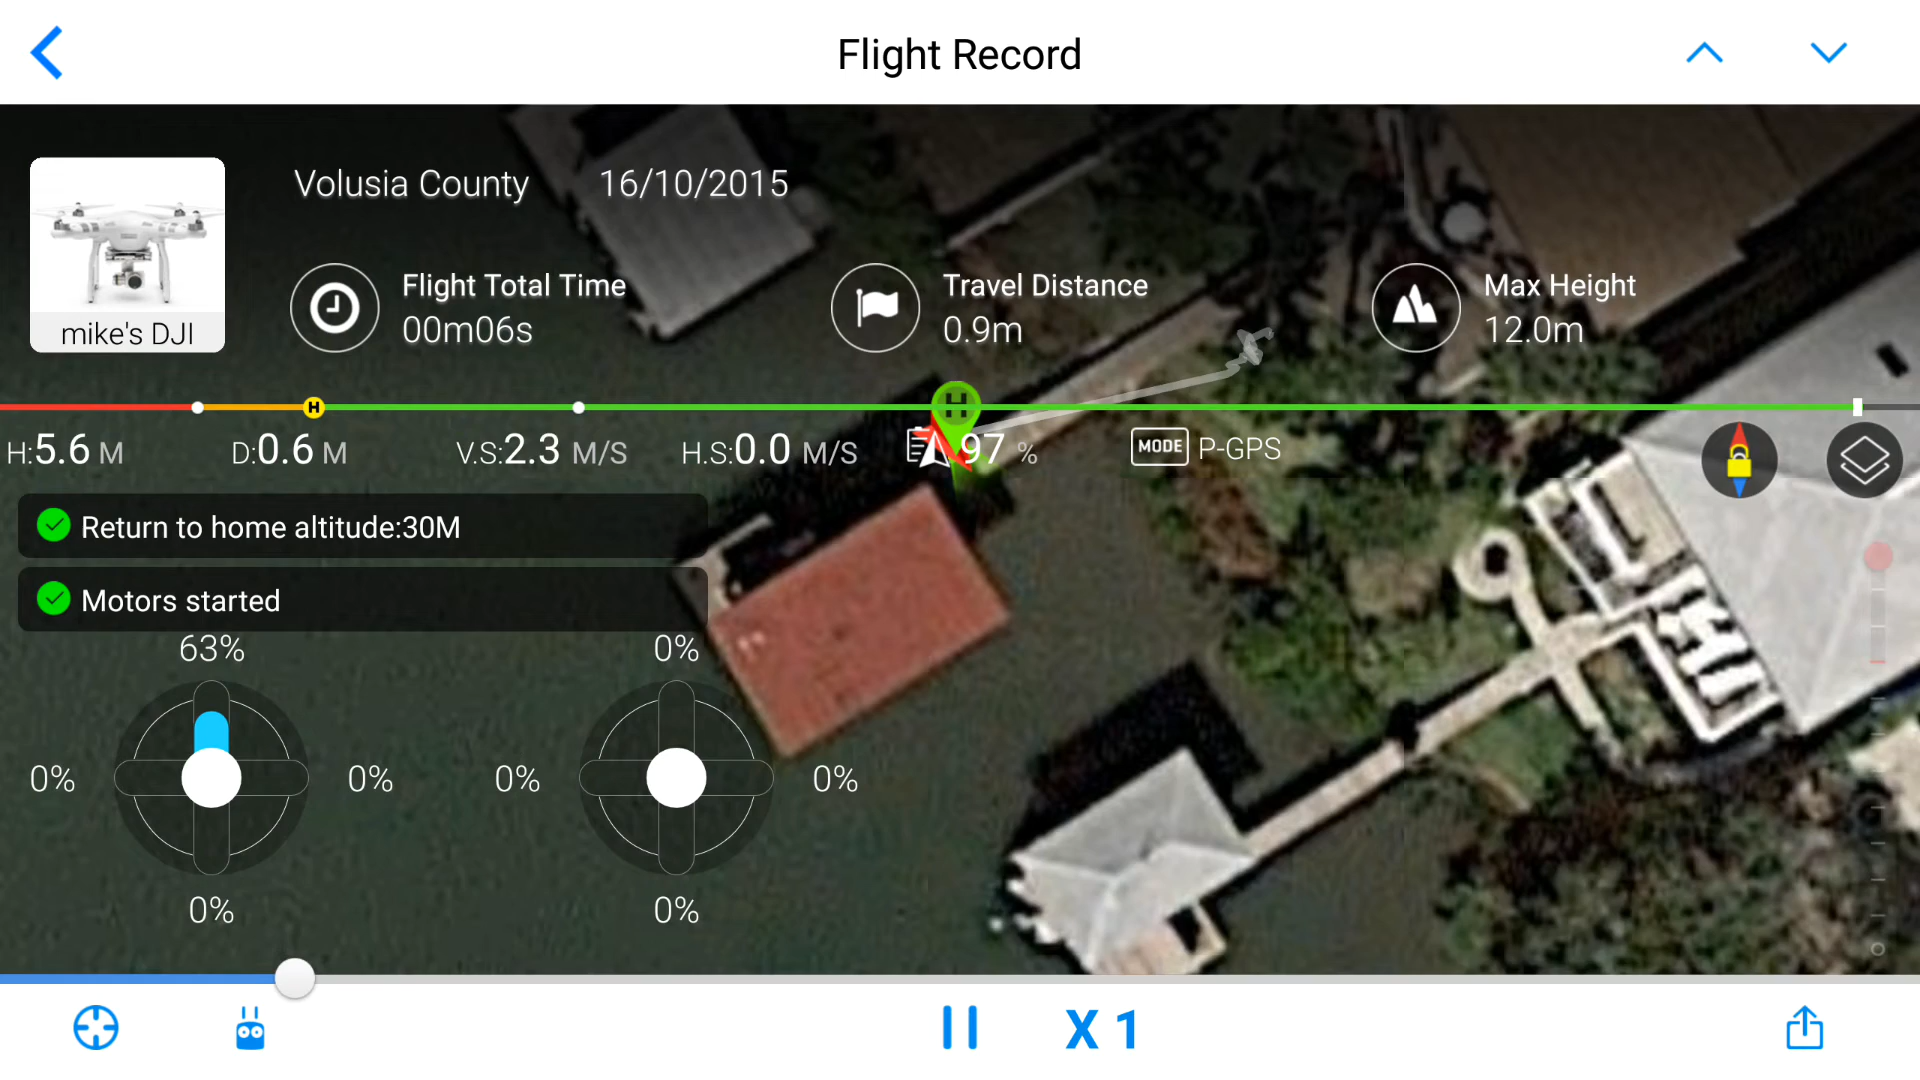 Flight Record
Volusia County 16/10/2015
mike's DJI
Flight Total Time
00m06s
Travel Distance
0.9m
Max Height
12.0m
H
H
H:5.6 M D:0.6 M V.S:2.3 M/S H.S:0.0 M/S 97 % MODE P-GPS
Return to home altitude:30M
Motors started
63% 0%
0% 0% 0% 0%
0% 0%
X 1